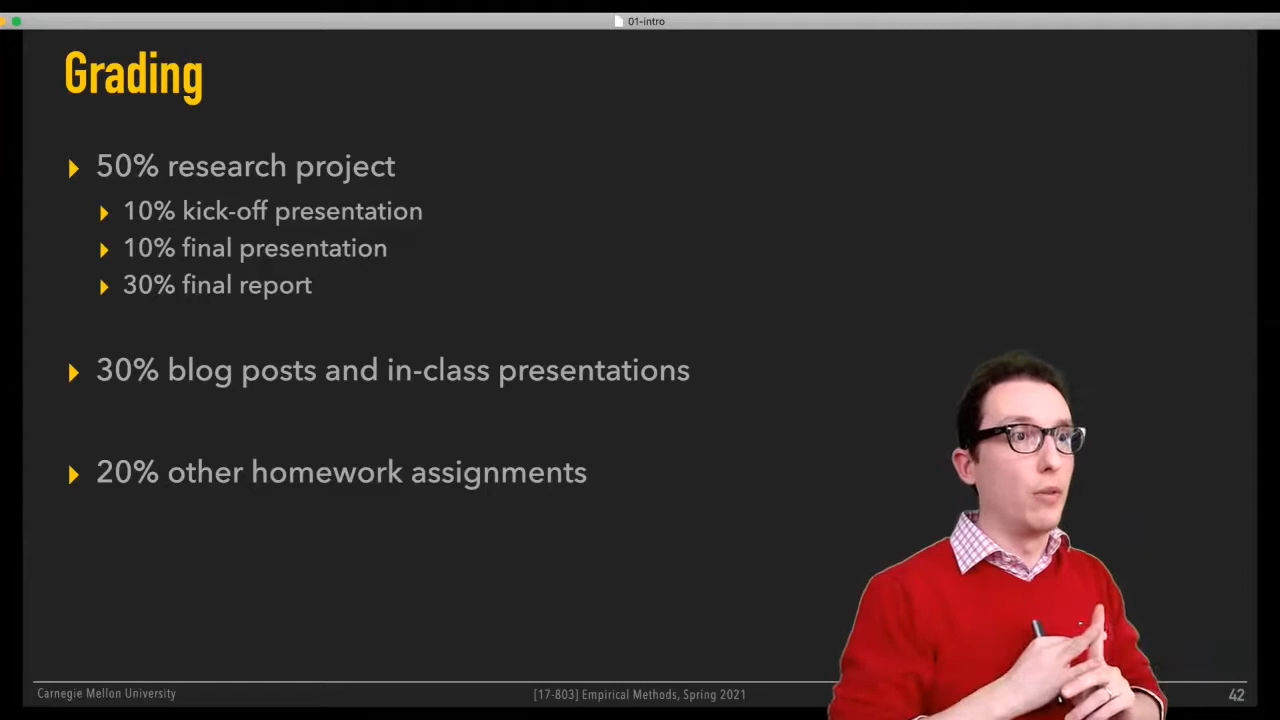 01-intro
Grading
50% research project
10% kick-off presentation
10% final presentation
30% final report
30% blog posts and in-class presentations
20% other homework assignments
Carnegie Mellon University
[17-803] Empirical Methods, Spring 2021
42